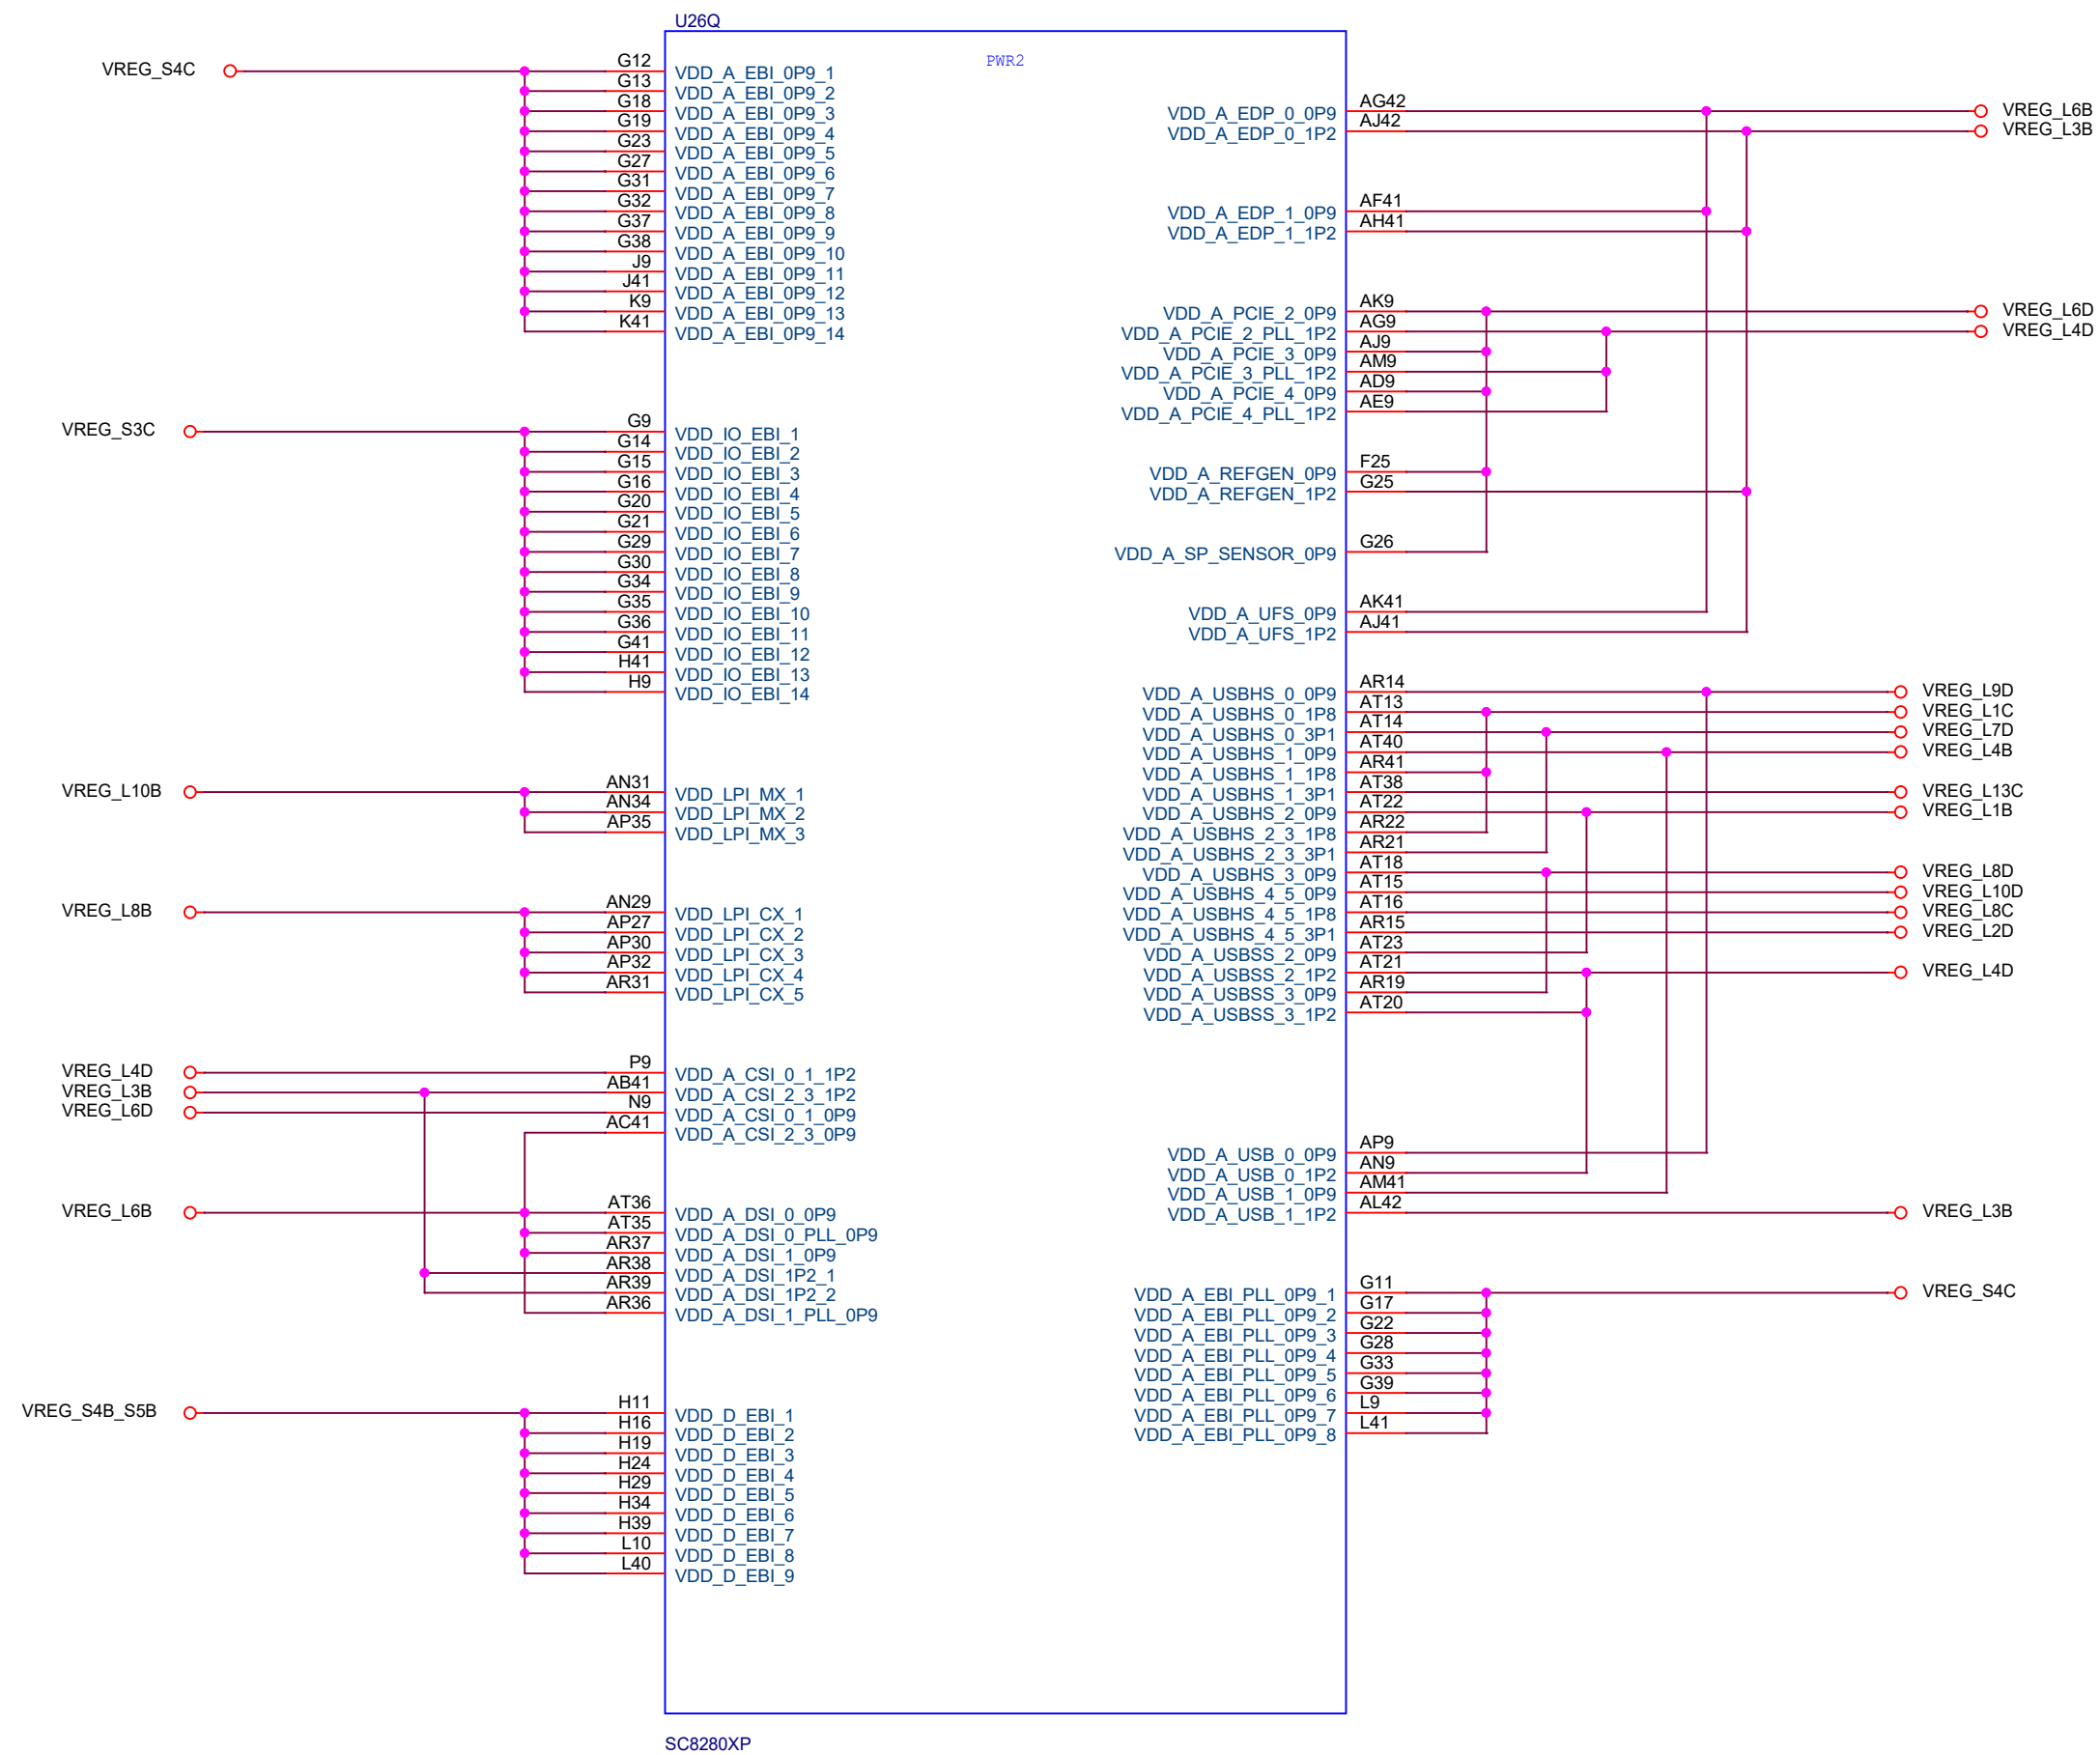 U26Q
PWR2
VREG_S4C
G12 VDD_A_EBI_0P9_1
G13 VDD_A_EBI_0P9_2
G18 VDD_A_EBI_0P9_3
G19 VDD_A_EBI_0P9_4
G23 VDD_A_EBI_0P9_5
G27 VDD_A_EBI_0P9_6
G31 VDD_A_EBI_0P9_7
G32 VDD_A_EBI_0P9_8
G37 VDD_A_EBI_0P9_9
G38 VDD_A_EBI_0P9_10
J9 VDD_A_EBI_0P9_11
J41 VDD_A_EBI_0P9_12
K9 VDD_A_EBI_0P9_13
K41 VDD_A_EBI_0P9_14
VREG_S3C
G9 VDD_IO_EBI_1
G14 VDD_IO_EBI_2
G15 VDD_IO_EBI_3
G16 VDD_IO_EBI_4
G20 VDD_IO_EBI_5
G21 VDD_IO_EBI_6
G29 VDD_IO_EBI_7
G30 VDD_IO_EBI_8
G34 VDD_IO_EBI_9
G35 VDD_IO_EBI_10
G36 VDD_IO_EBI_11
G41 VDD_IO_EBI_12
H41 VDD_IO_EBI_13
H9 VDD_IO_EBI_14
VREG_L10B
AN31 VDD_LPI_MX_1
AN34 VDD_LPI_MX_2
AP35 VDD_LPI_MX_3
VREG_L8B
AN29 VDD_LPI_CX_1
AP27 VDD_LPI_CX_2
AP30 VDD_LPI_CX_3
AP32 VDD_LPI_CX_4
AR31 VDD_LPI_CX_5
VREG_L4D P9 VDD_A_CSI_0_1_1P2
VREG_L3B AB41 VDD_A_CSI_2_3_1P2
VREG_L6D N9 VDD_A_CSI_0_1_0P9
AC41 VDD_A_CSI_2_3_0P9
VREG_L6B
AT36 VDD_A_DSI_0_0P9
AT35 VDD_A_DSI_0_PLL_0P9
AR37 VDD_A_DSI_1_0P9
AR38 VDD_A_DSI_1P2_1
AR39 VDD_A_DSI_1P2_2
AR36 VDD_A_DSI_1_PLL_0P9
VREG_S4B_S5B
H11 VDD_D_EBI_1
H16 VDD_D_EBI_2
H19 VDD_D_EBI_3
H24 VDD_D_EBI_4
H29 VDD_D_EBI_5
H34 VDD_D_EBI_6
H39 VDD_D_EBI_7
L10 VDD_D_EBI_8
L40 VDD_D_EBI_9
VDD_A_EDP_0_0P9 AG42 VREG_L6B
VDD_A_EDP_0_1P2 AJ42 VREG_L3B
VDD_A_EDP_1_0P9 AF41
VDD_A_EDP_1_1P2 AH41
VDD_A_PCIE_2_0P9 AK9 VREG_L6D
VDD_A_PCIE_2_PLL_1P2 AG9 VREG_L4D
VDD_A_PCIE_3_0P9 AJ9
VDD_A_PCIE_3_PLL_1P2 AM9
VDD_A_PCIE_4_0P9 AD9
VDD_A_PCIE_4_PLL_1P2 AE9
VDD_A_REFGEN_0P9 F25
VDD_A_REFGEN_1P2 G25
VDD_A_SP_SENSOR_0P9 G26
VDD_A_UFS_0P9 AK41
VDD_A_UFS_1P2 AJ41
VDD_A_USBHS_0_0P9 AR14 VREG_L9D
VDD_A_USBHS_0_1P8 AT13 VREG_L1C
VDD_A_USBHS_0_3P1 AT14 VREG_L7D
VDD_A_USBHS_1_0P9 AT40 VREG_L4B
VDD_A_USBHS_1_1P8 AR41
VDD_A_USBHS_1_3P1 AT38 VREG_L13C
VDD_A_USBHS_2_0P9 AT22 VREG_L1B
VDD_A_USBHS_2_3_1P8 AR22
VDD_A_USBHS_2_3_3P1 AR21
VDD_A_USBHS_3_0P9 AT18 VREG_L8D
VDD_A_USBHS_4_5_0P9 AT15 VREG_L10D
VDD_A_USBHS_4_5_1P8 AT16 VREG_L8C
VDD_A_USBHS_4_5_3P1 AR15 VREG_L2D
VDD_A_USBSS_2_0P9 AT23
VDD_A_USBSS_2_1P2 AT21 VREG_L4D
VDD_A_USBSS_3_0P9 AR19
VDD_A_USBSS_3_1P2 AT20
VDD_A_USB_0_0P9 AP9
VDD_A_USB_0_1P2 AN9
VDD_A_USB_1_0P9 AM41
VDD_A_USB_1_1P2 AL42 VREG_L3B
VDD_A_EBI_PLL_0P9_1 G11 VREG_S4C
VDD_A_EBI_PLL_0P9_2 G17
VDD_A_EBI_PLL_0P9_3 G22
VDD_A_EBI_PLL_0P9_4 G28
VDD_A_EBI_PLL_0P9_5 G33
VDD_A_EBI_PLL_0P9_6 G39
VDD_A_EBI_PLL_0P9_7 L9
VDD_A_EBI_PLL_0P9_8 L41
SC8280XP